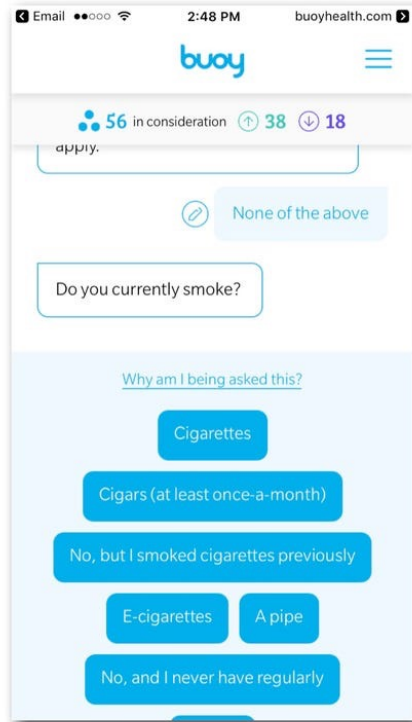 Email 2:48 PM buoyhealth.com
buoy
56 in consideration 38 18
apply.
None of the above
Do you currently smoke?
Why am I being asked this?
Cigarettes
Cigars (at least once-a-month)
No, but I smoked cigarettes previously
E-cigarettes A pipe
No, and I never have regularly